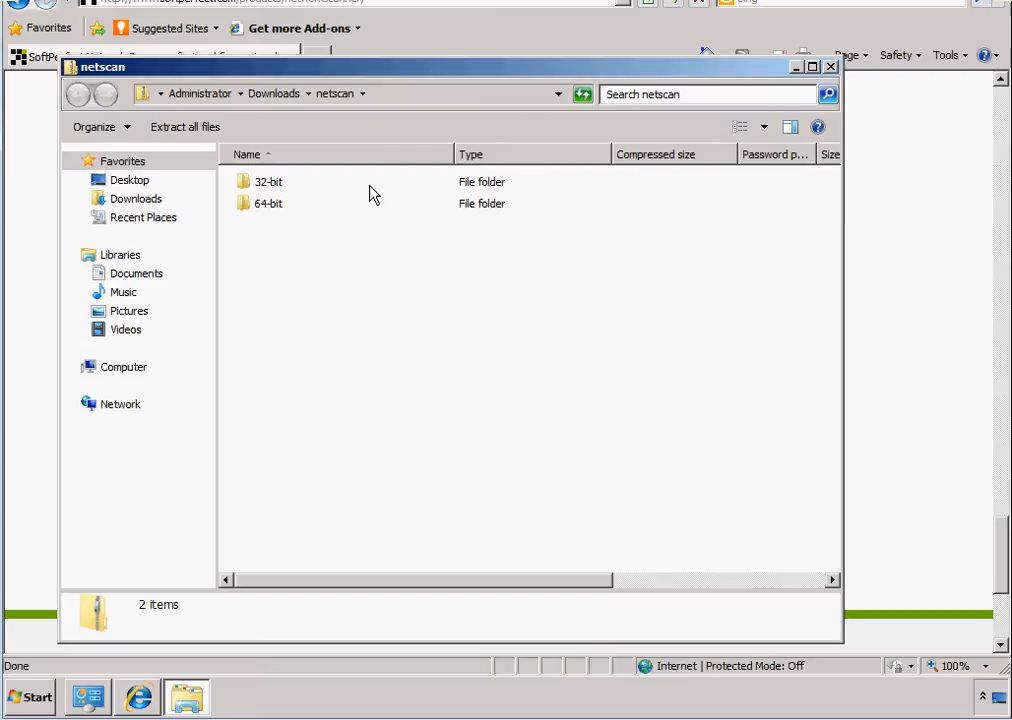 Favorites
Suggested Sites
Get more Add-ons
Page
Safety
Tools
netscan
Administrator
Downloads
netscan
Search netscan
Organize
Extract all files
Name
Type
Compressed size
Password p...
Size
Favorites
Desktop
Downloads
Recent Places
Libraries
Documents
Music
Pictures
Videos
Computer
Network
32-bit
File folder
64-bit
File folder
2 items
Done
Internet | Protected Mode: Off
100%
Start